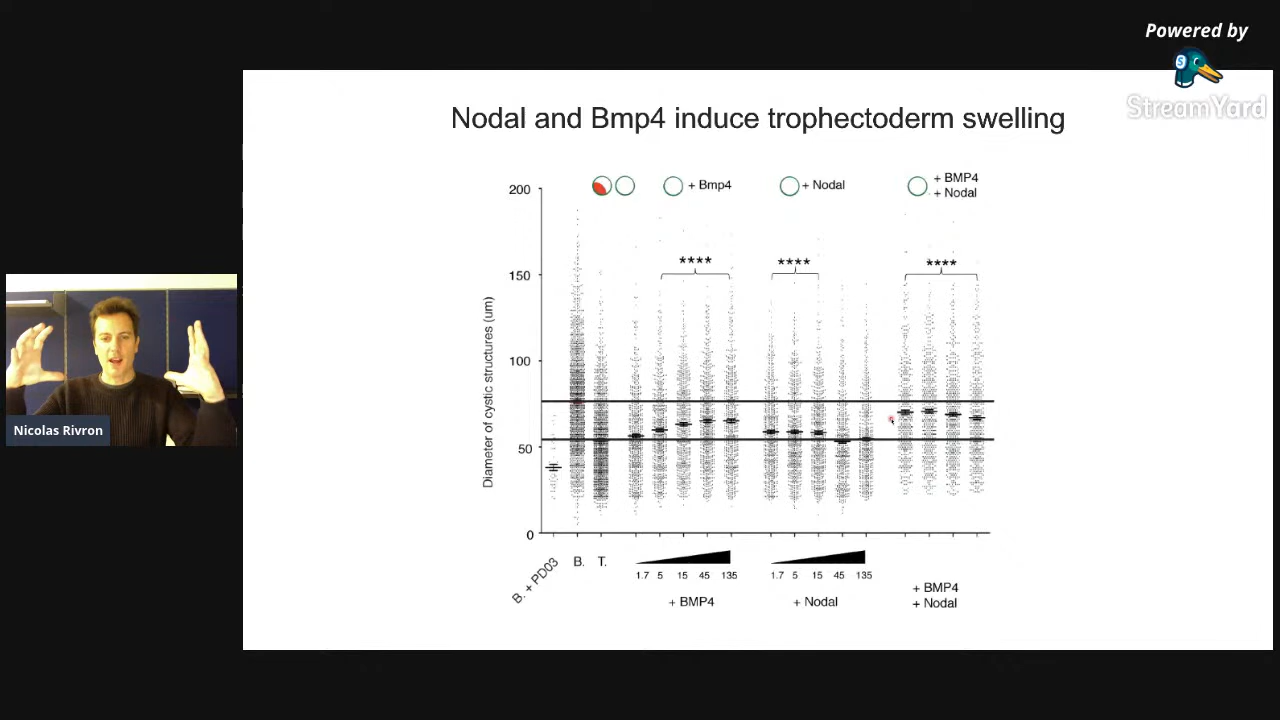 Powered by
S
StreamYard
Nodal and Bmp4 induce trophectoderm swelling
+ Bmp4
+ Nodal
+ BMP4
+ Nodal
200
150
100
50
0
Diameter of cystic structures (um)
****
****
****
B. + PD03
B.
T.
1.7 5 15 45 135
+ BMP4
1.7 5 15 45 135
+ Nodal
+ BMP4
+ Nodal
Nicolas Rivron